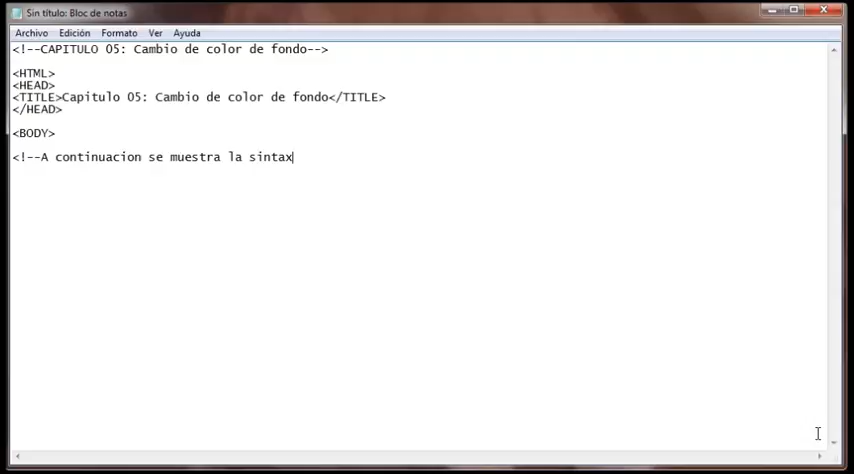 Sin título: Bloc de notas
Archivo Edición Formato Ver Ayuda
<!--CAPITULO 05: Cambio de color de fondo-->
<HTML>
<HEAD>
<TITLE>Capitulo 05: Cambio de color de fondo</TITLE>
</HEAD>
<BODY>
<!--A continuacion se muestra la sintax